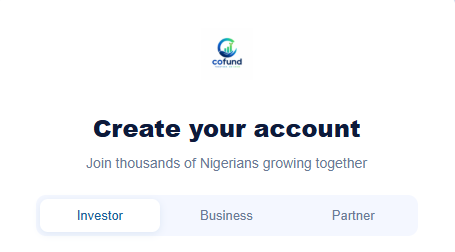 cofund
Create your account
Join thousands of Nigerians growing together
Investor Business Partner